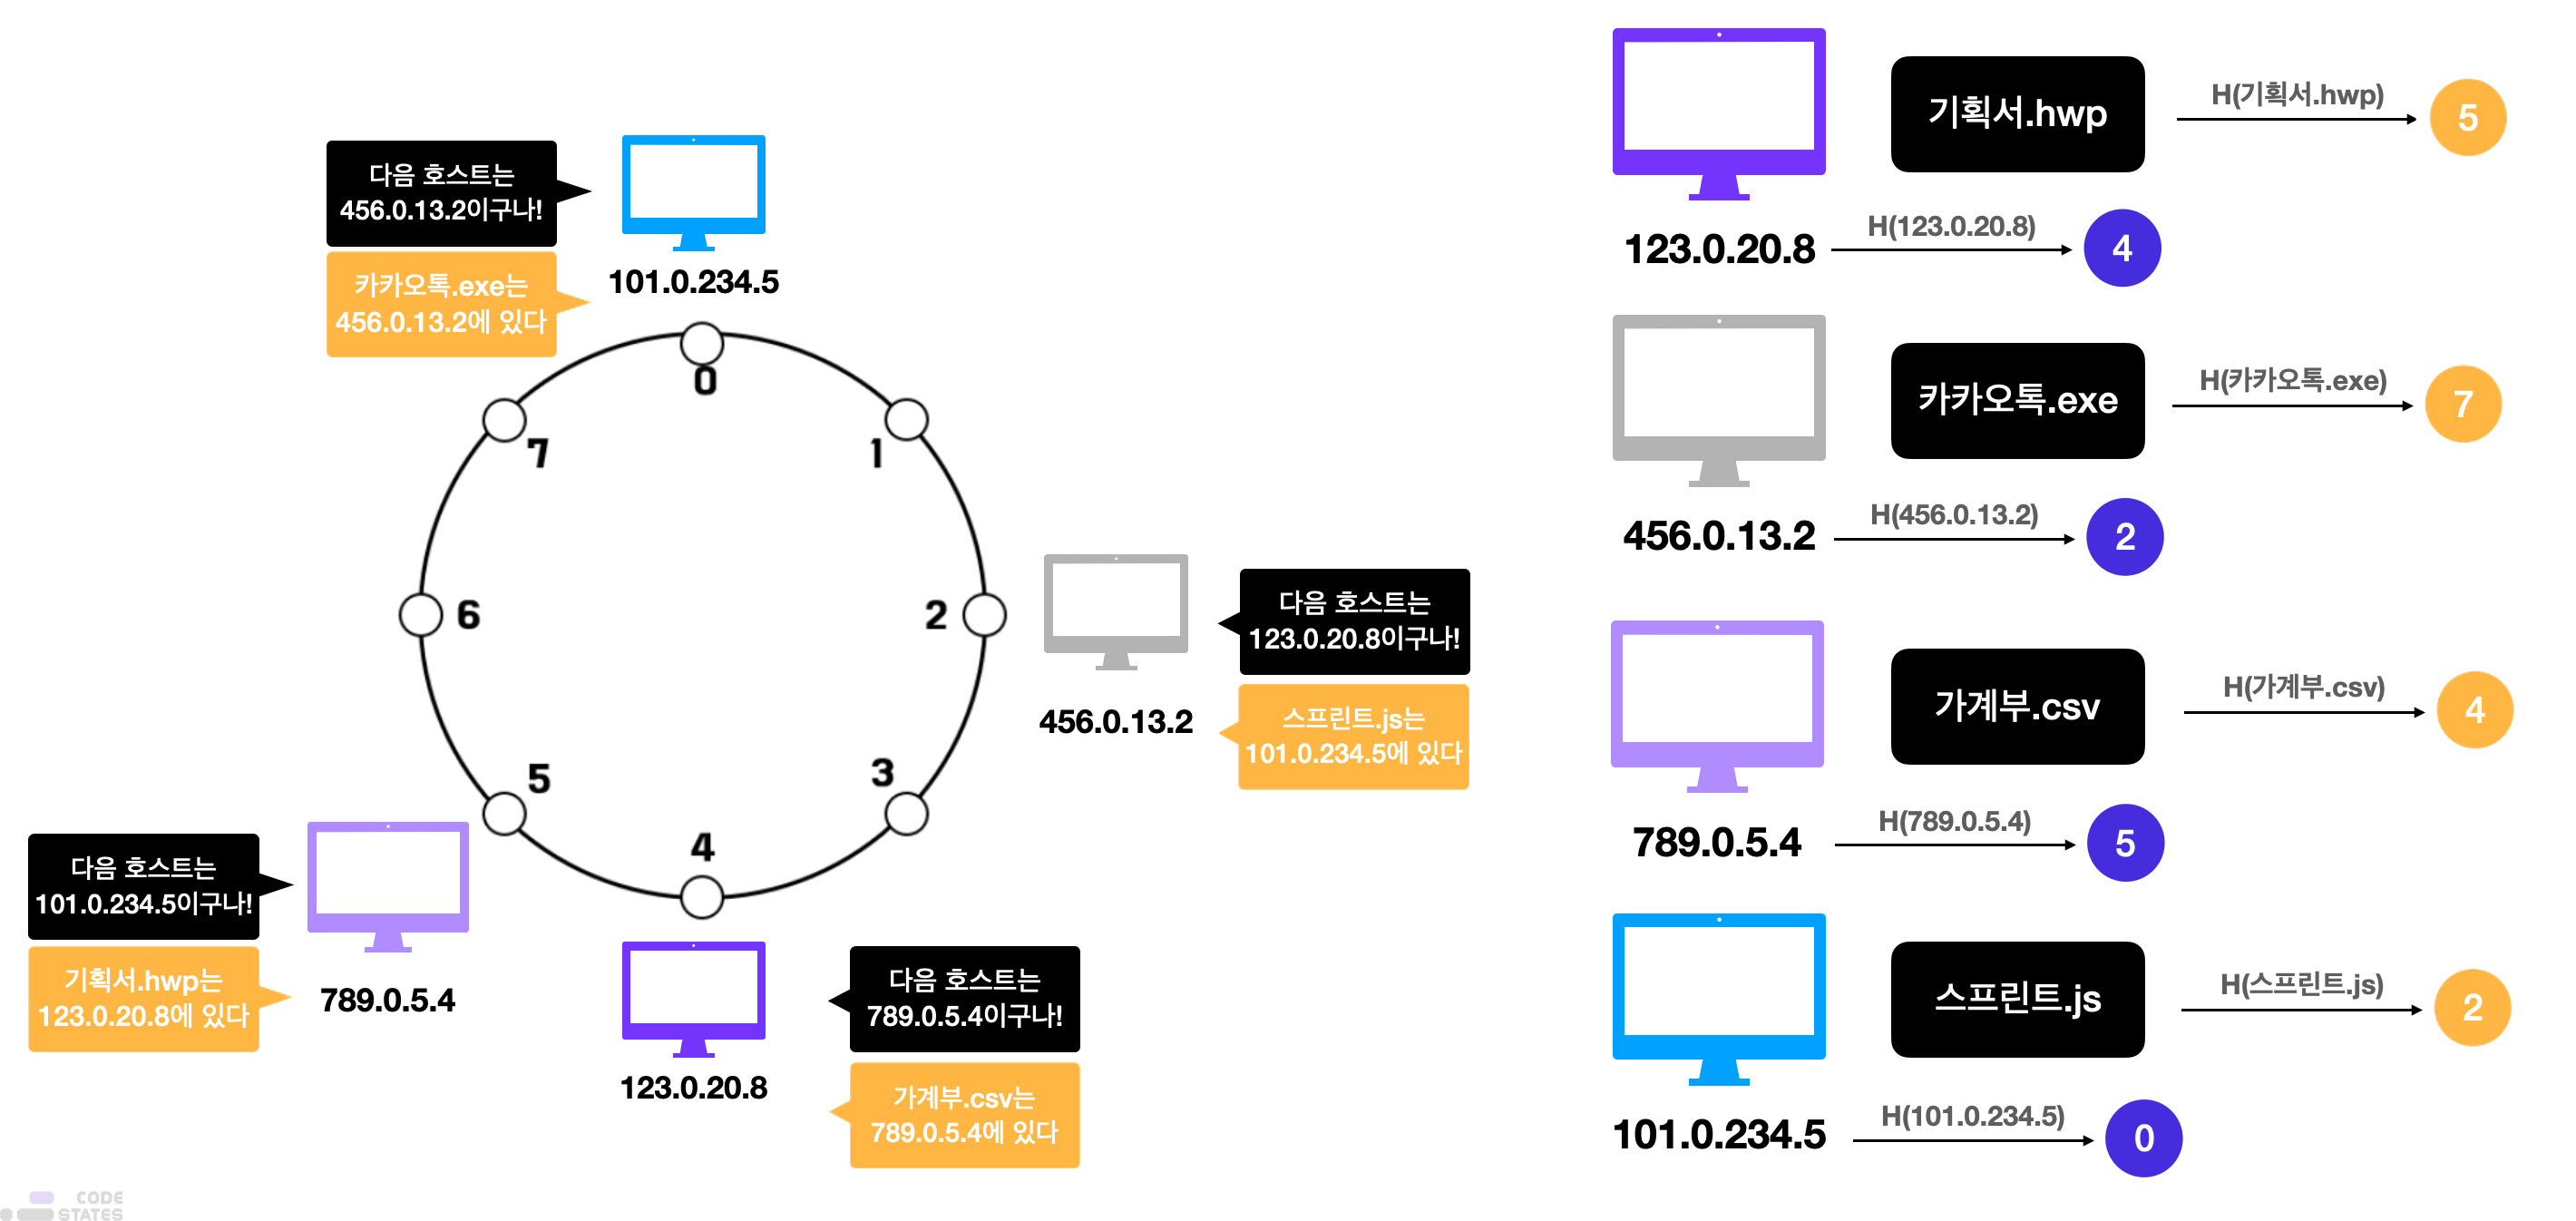 다음 호스트는
456.0.13.2이구나!
카카오톡.exe는
456.0.13.2에 있다
101.0.234.5
0
1
2
3
4
5
6
7
다음 호스트는
123.0.20.8이구나!
스프린트.js는
101.0.234.5에 있다
456.0.13.2
다음 호스트는
101.0.234.5이구나!
기획서.hwp는
123.0.20.8에 있다
789.0.5.4
다음 호스트는
789.0.5.4이구나!
가계부.csv는
789.0.5.4에 있다
123.0.20.8
기획서.hwp
H(기획서.hwp)
5
123.0.20.8
H(123.0.20.8)
4
카카오톡.exe
H(카카오톡.exe)
7
456.0.13.2
H(456.0.13.2)
2
가계부.csv
H(가계부.csv)
4
789.0.5.4
H(789.0.5.4)
5
스프린트.js
H(스프린트.js)
2
101.0.234.5
H(101.0.234.5)
0
CODE
STATES